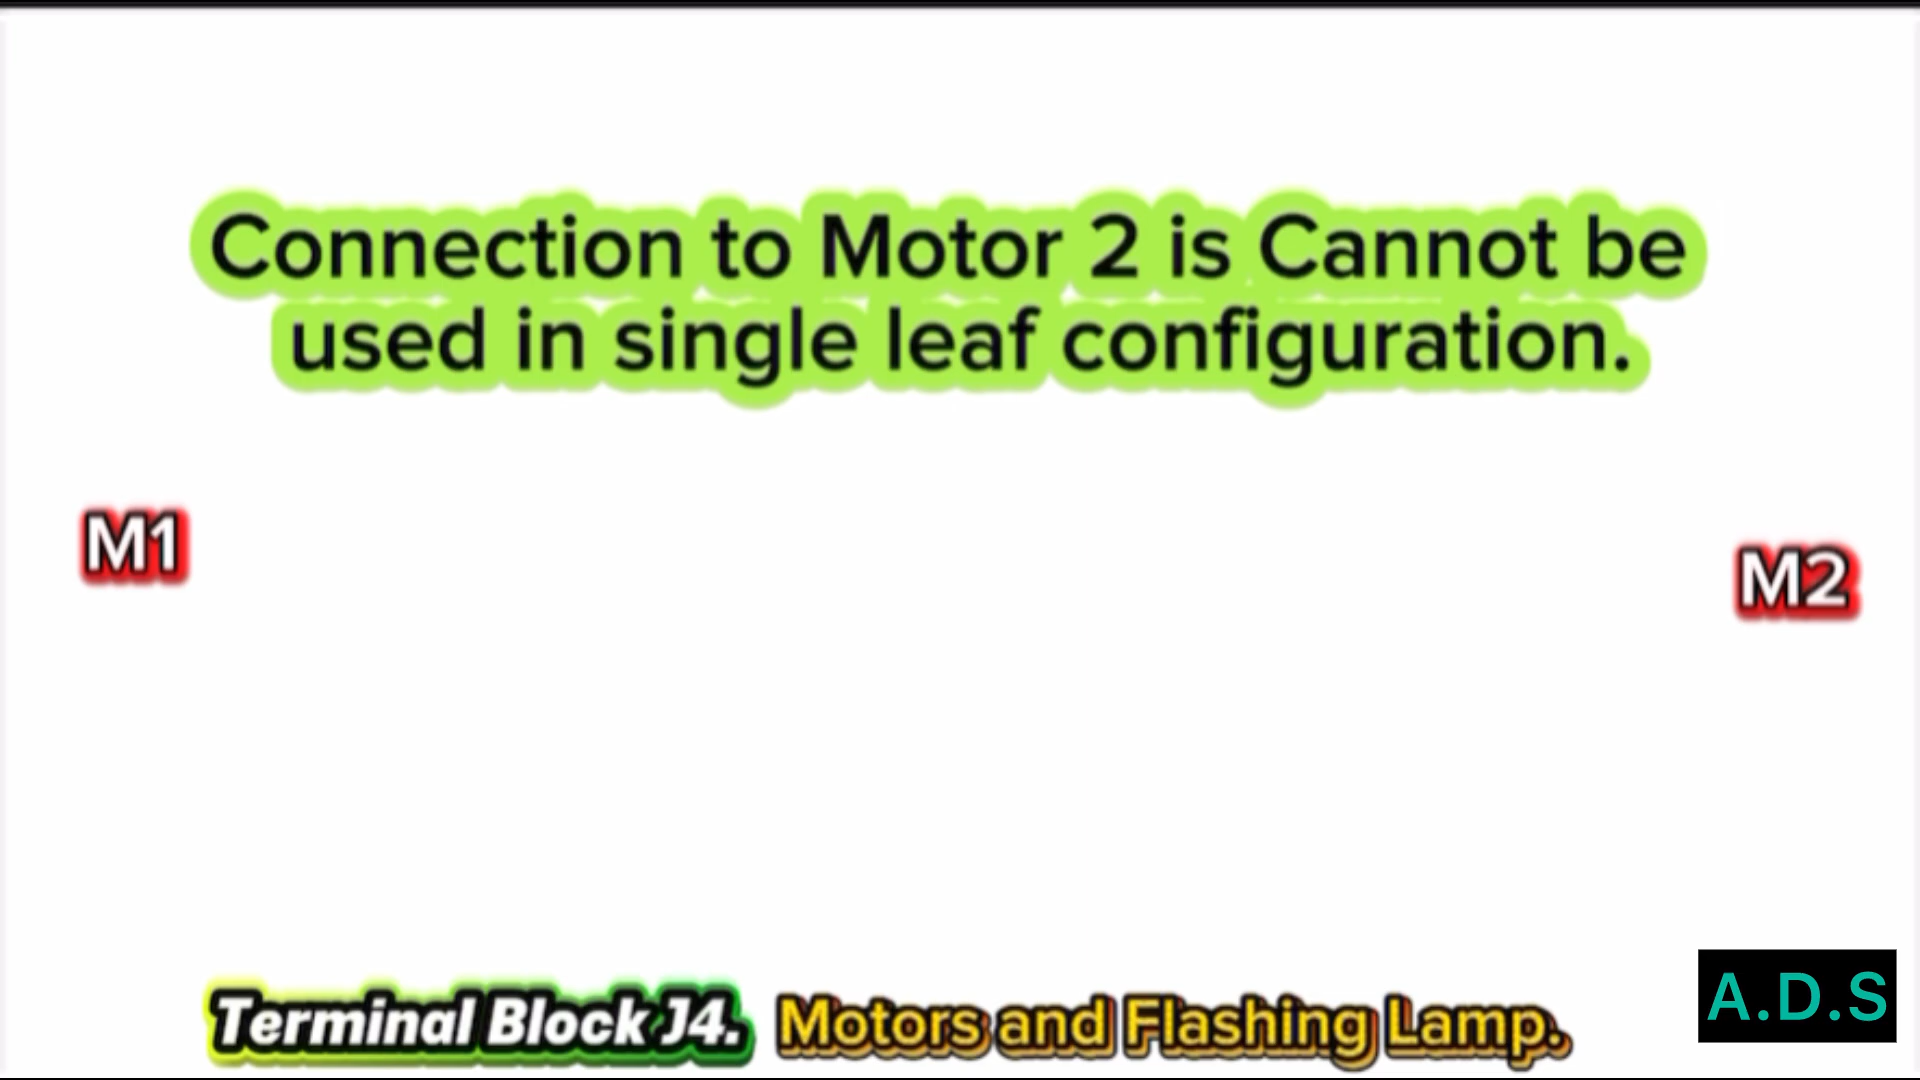 Connection to Motor 2 is Cannot be
used in single leaf configuration.
M1
M2
Terminal Block J4. Motors and Flashing Lamp.
A.D.S